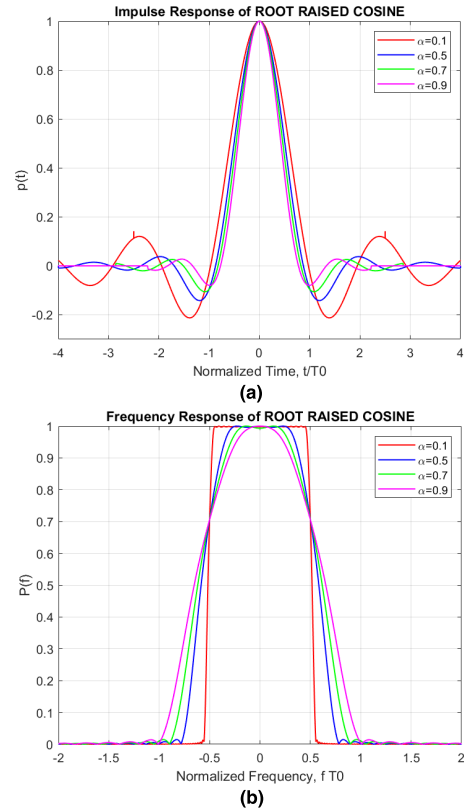 Impulse Response of ROOT RAISED COSINE
1
0.8
0.6
0.4
0.2
0
-0.2
p(t)
α=0.1
α=0.5
α=0.7
α=0.9
-4 -3 -2 -1 0 1 2 3 4
Normalized Time, t/T0
(a)
Frequency Response of ROOT RAISED COSINE
1
0.9
0.8
0.7
0.6
0.5
0.4
0.3
0.2
0.1
0
P(f)
α=0.1
α=0.5
α=0.7
α=0.9
-2 -1.5 -1 -0.5 0 0.5 1 1.5 2
Normalized Frequency, f T0
(b)